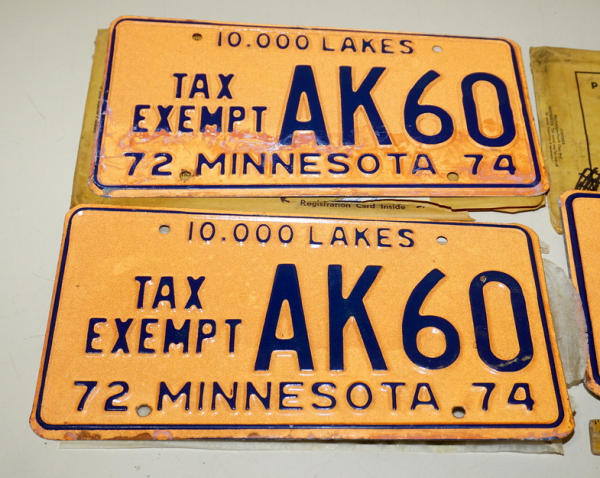 10.000 LAKES
TAX
EXEMPT AK60
72 MINNESOTA 74
Registration Card Inside
10.000 LAKES
TAX
EXEMPT AK60
72 MINNESOTA 74